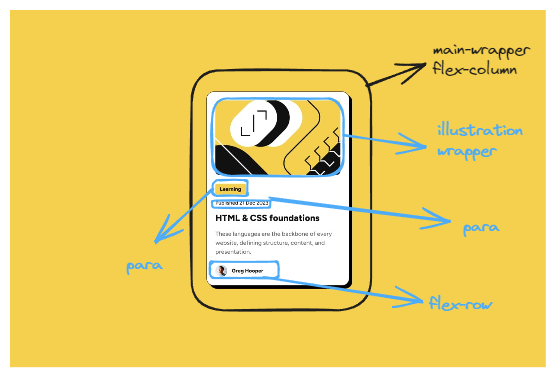 main-wrapper
flex-column
illustration
wrapper
Learning
Published 21 Dec 2023
para
HTML & CSS foundations
These languages are the backbone of every
website, defining structure, content, and
presentation.
para
Greg Hooper
flex-row